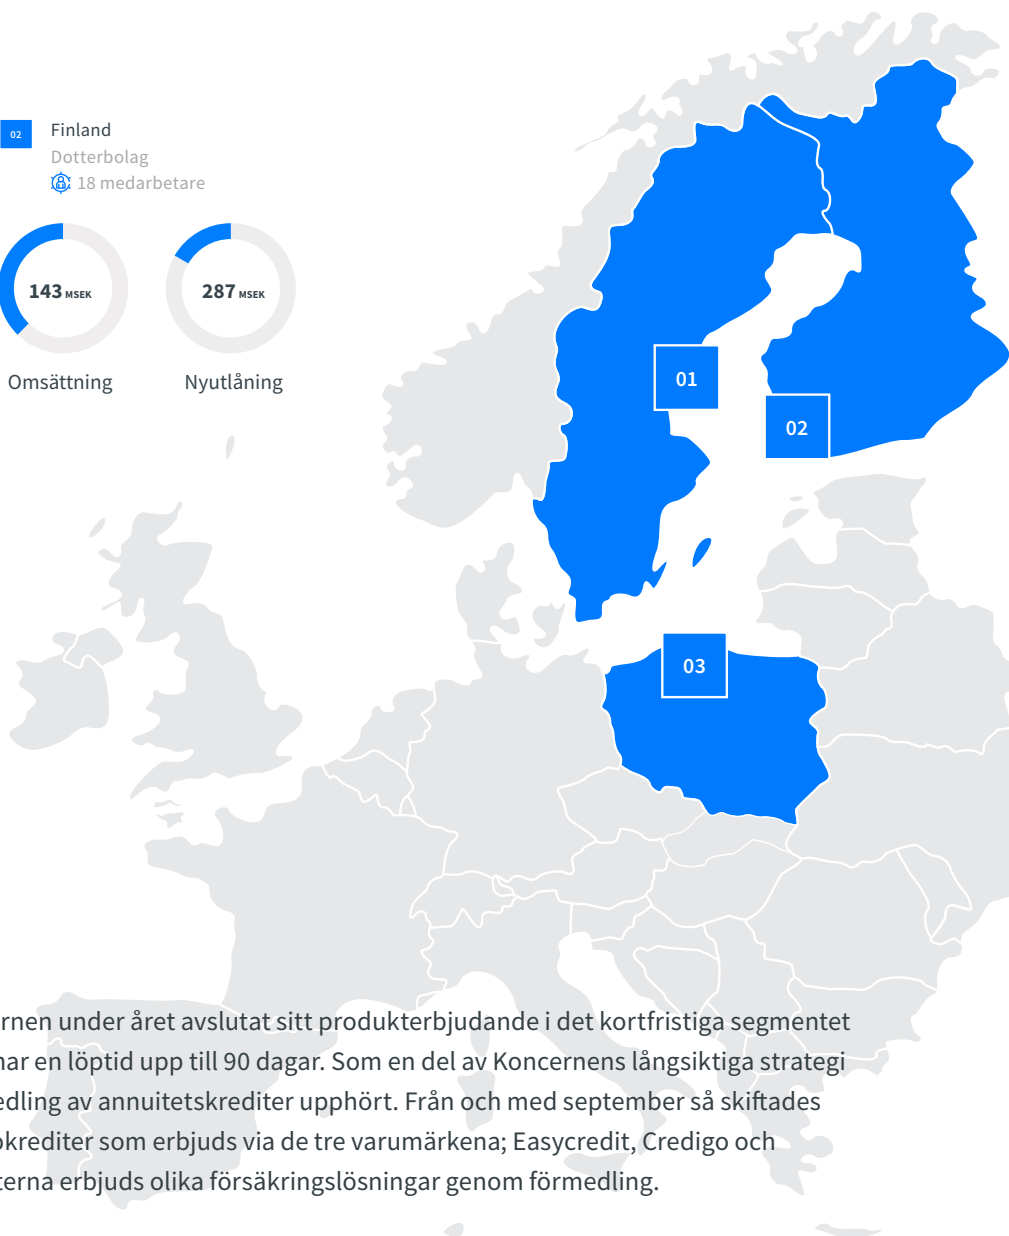 02
Finland
Dotterbolag
18 medarbetare
143 MSEK
287 MSEK
Omsättning
Nyutlåning
01
02
03
rnen under året avslutat sitt produkterbjudande i det kortfristiga segmentet
har en löptid upp till 90 dagar. Som en del av Koncernens långsiktiga strategi
edling av annuitetskrediter upphört. Från och med september så skiftades
okrediter som erbjuds via de tre varumärkena; Easycredit, Credigo och
terna erbjuds olika försäkringslösningar genom förmedling.